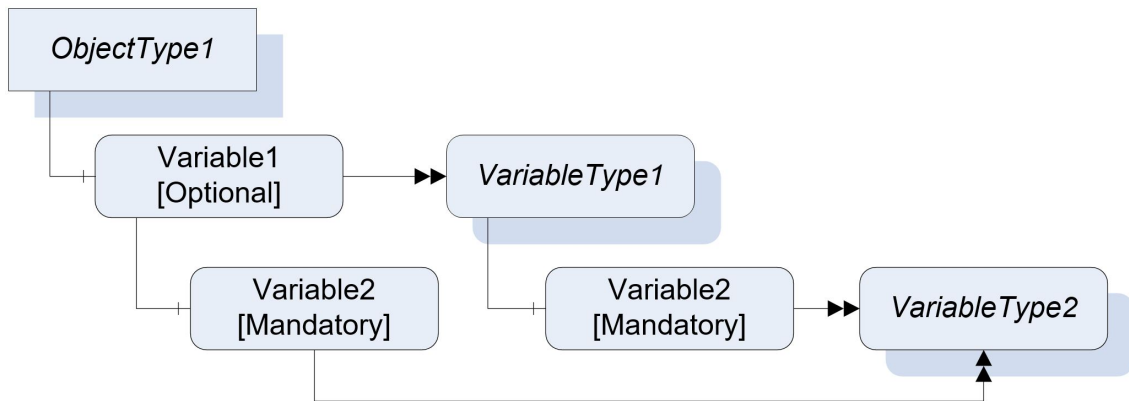 ObjectType1
Variable1
[Optional]
VariableType1
Variable2
[Mandatory]
Variable2
[Mandatory]
VariableType2